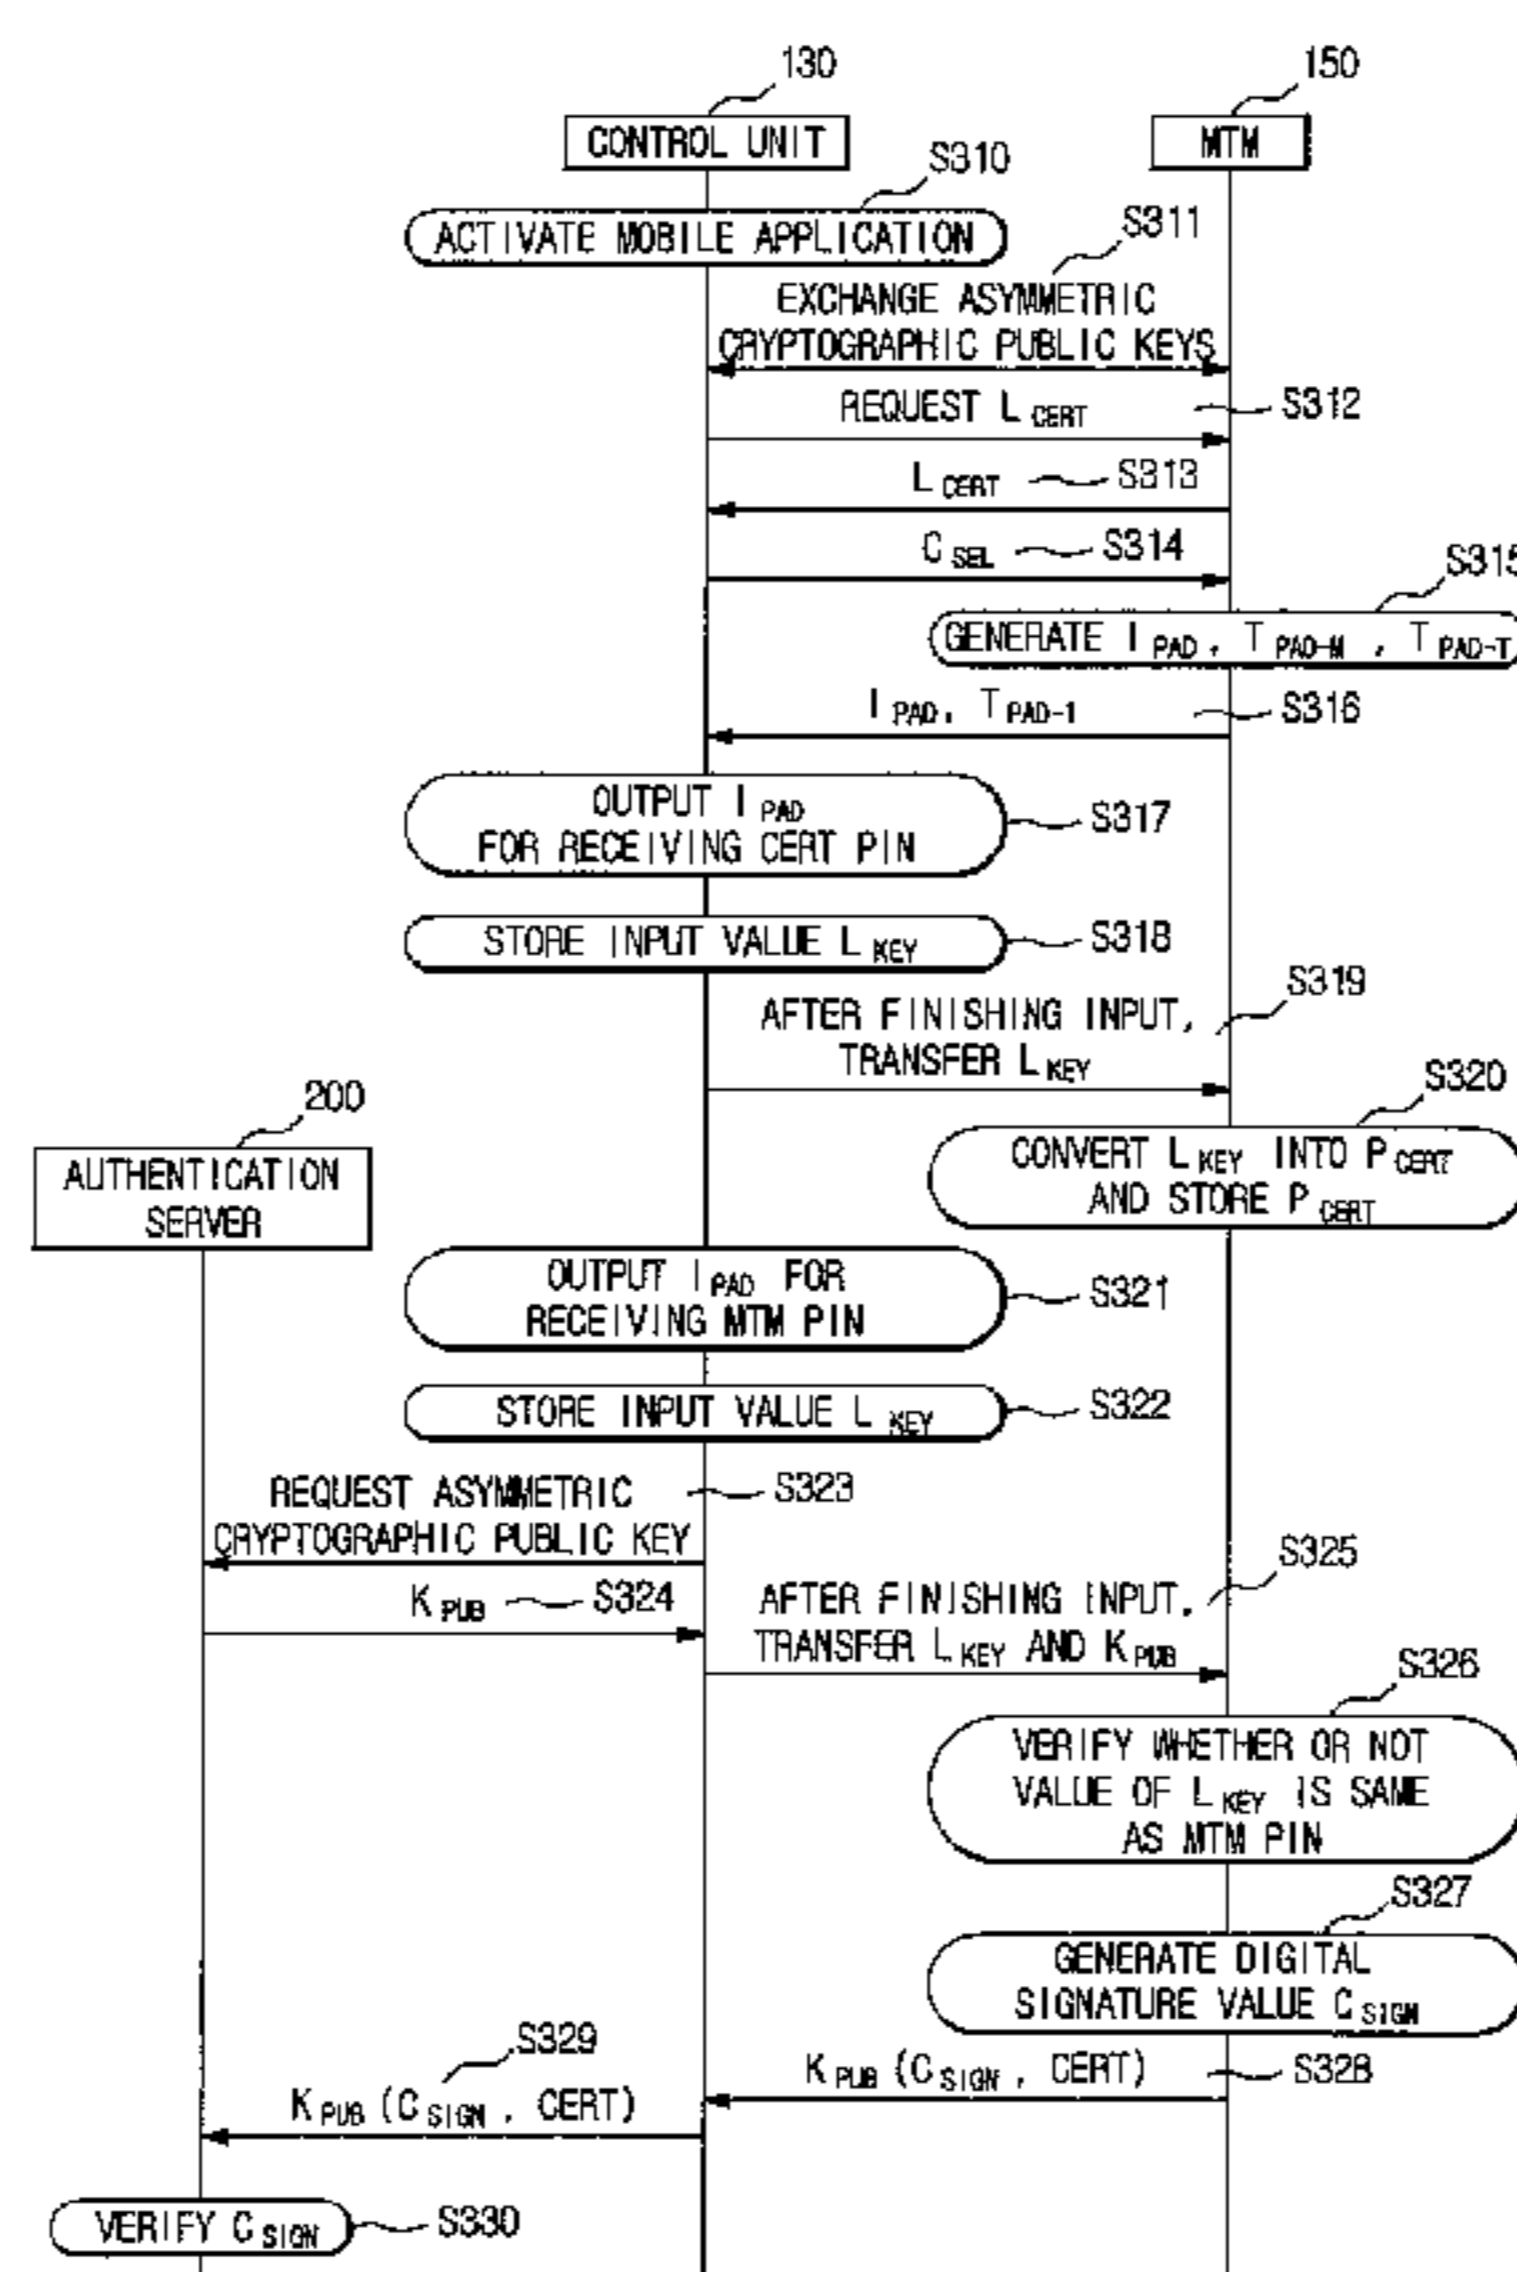 130
150
CONTROL UNIT
MTM
S310
ACTIVATE MOBILE APPLICATION
S311
EXCHANGE ASYMMETRIC
CRYPTOGRAPHIC PUBLIC KEYS
REQUEST L CERT
S312
L CERT
S313
C SEL
S314
S315
GENERATE I PAD, T PAD-M , T PAD-T
I PAD, T PAD-1
S316
OUTPUT I PAD
FOR RECEIVING CERT PIN
S317
STORE INPUT VALUE L KEY
S318
S319
AFTER FINISHING INPUT,
TRANSFER L KEY
S320
200
CONVERT L KEY INTO P CERT
AND STORE P CERT
AUTHENTICATION
SERVER
OUTPUT I PAD FOR
RECEIVING MTM PIN
S321
STORE INPUT VALUE L KEY
S322
REQUEST ASYMMETRIC
CRYPTOGRAPHIC PUBLIC KEY
S323
K PUB
S324
S325
AFTER FINISHING INPUT,
TRANSFER L KEY AND K PUB
S326
VERIFY WHETHER OR NOT
VALUE OF L KEY IS SAME
AS MTM PIN
S327
GENERATE DIGITAL
SIGNATURE VALUE C SIGN
K PUB (C SIGN , CERT)
S328
S329
K PUB (C SIGN , CERT)
VERIFY C SIGN
S330